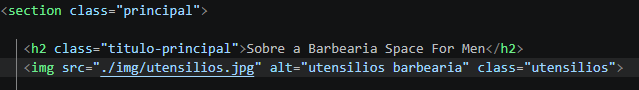 <section class="principal">
<h2 class="titulo-principal">Sobre a Barbearia Space For Men</h2>
<img src="./img/utensilios.jpg" alt="utensilios barbearia" class="utensilios">